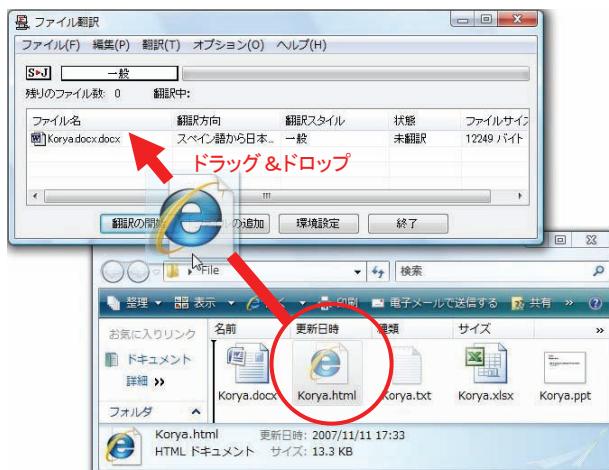 ファイル翻訳
ファイル(F) 編集(P) 翻訳(T) オプション(O) ヘルプ(H)
S▸J 一般
残りのファイル数: 0 翻訳中:
ファイル名 翻訳方向 翻訳スタイル 状態 ファイルサイズ
Korya.docx.docx スペイン語から日本... 一般 未翻訳 12249 バイト
ドラッグ&ドロップ
翻訳の開始 の追加 環境設定 終了
File 検索
整理 表示 印刷 電子メールで送信する 共有 »
お気に入りリンク 名前 更新日時 種類 サイズ »
ドキュメント
詳細 »
Korya.docx Korya.html Korya.txt Korya.xlsx Korya.ppt
フォルダ
Korya.html 更新日時: 2007/11/11 17:33
HTML ドキュメント サイズ: 13.3 KB